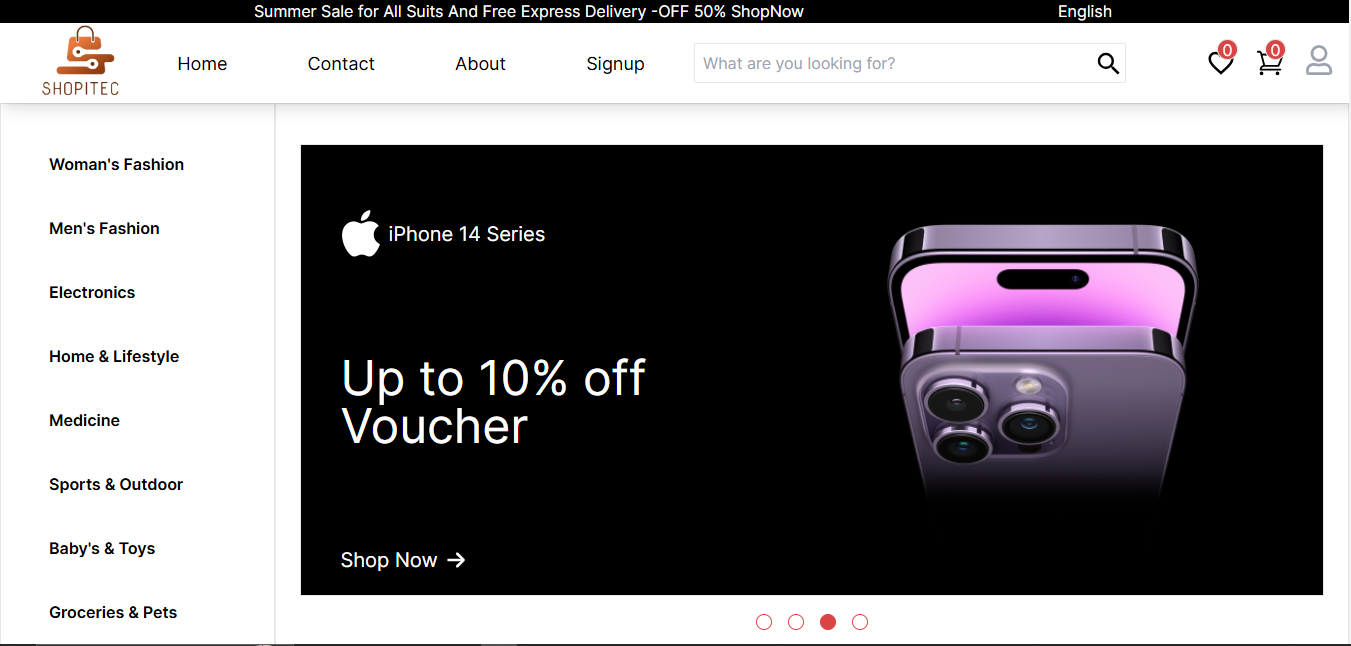 Summer Sale for All Suits And Free Express Delivery -OFF 50% ShopNow
English
SHOPITEC
Home
Contact
About
Signup
What are you looking for?
0
0
Woman's Fashion
Men's Fashion
Electronics
Home & Lifestyle
Medicine
Sports & Outdoor
Baby's & Toys
Groceries & Pets
iPhone 14 Series
Up to 10% off
Voucher
Shop Now